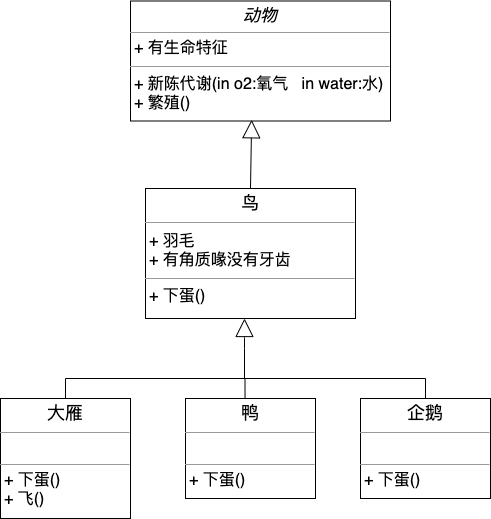 动物
+ 有生命特征
+ 新陈代谢(in o2:氧气 in water:水)
+ 繁殖()
鸟
+ 羽毛
+ 有角质喙没有牙齿
+ 下蛋()
大雁
+ 下蛋()
+ 飞()
鸭
+ 下蛋()
企鹅
+ 下蛋()